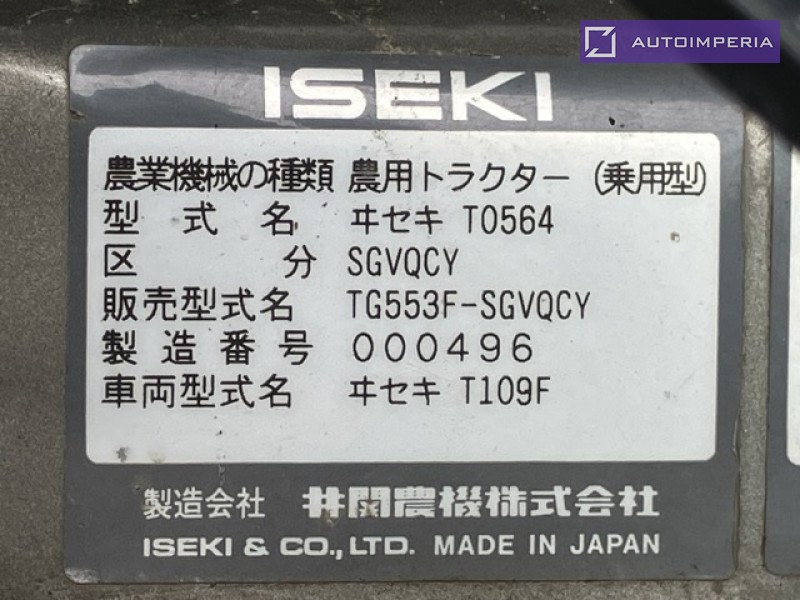 AUTOIMPERIA
ISEKI
農業機械の種類 農用トラクター (乗用型)
型式名 ヰセキ T0564
区分 SGVQCY
販売型式名 TG553F-SGVQCY
製造番号 000496
車両型式名 ヰセキ T109F
製造会社 井関農機株式会社
ISEKI & CO.,LTD. MADE IN JAPAN